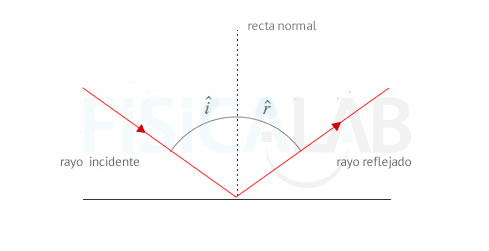 recta normal
î
r̂
FiSiCALAB
rayo incidente
rayo reflejado